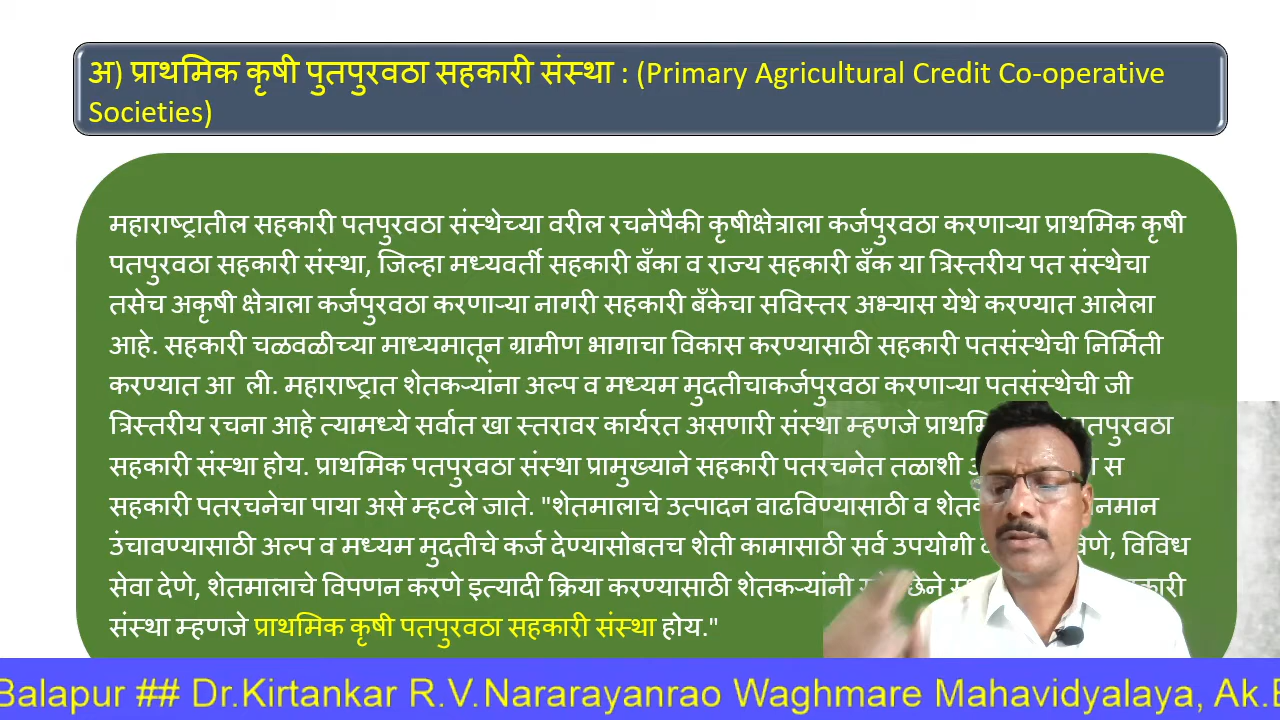 अ) प्राथमिक कृषी पुतपुरवठा सहकारी संस्था : (Primary Agricultural Credit Co-operative
Societies)
महाराष्ट्रातील सहकारी पतपुरवठा संस्थेच्या वरील रचनेपैकी कृषीक्षेत्राला कर्जपुरवठा करणाऱ्या प्राथमिक कृषी
पतपुरवठा सहकारी संस्था, जिल्हा मध्यवर्ती सहकारी बँका व राज्य सहकारी बँक या त्रिस्तरीय पत संस्थेचा
तसेच अकृषी क्षेत्राला कर्जपुरवठा करणाऱ्या नागरी सहकारी बँकेचा सविस्तर अभ्यास येथे करण्यात आलेला
आहे. सहकारी चळवळीच्या माध्यमातून ग्रामीण भागाचा विकास करण्यासाठी सहकारी पतसंस्थेची निर्मिती
करण्यात आ ली. महाराष्ट्रात शेतकऱ्यांना अल्प व मध्यम मुदतीचाकर्जपुरवठा करणाऱ्या पतसंस्थेची जी
त्रिस्तरीय रचना आहे त्यामध्ये सर्वात खा स्तरावर कार्यरत असणारी संस्था म्हणजे
सहकारी संस्था होय. प्राथमिक पतपुरवठा संस्था प्रामुख्याने सहकारी पतरचनेत तळाशी स
सहकारी पतरचनेचा पाया असे म्हटले जाते. "शेतमालाचे उत्पादन वाढविण्यासाठी व
उंचावण्यासाठी अल्प व मध्यम मुदतीचे कर्ज देण्यासोबतच शेती कामासाठी सर्व उपयोगी विविध
सेवा देणे, शेतमालाचे विपणन करणे इत्यादी क्रिया करण्यासाठी शेतकऱ्यांनी
संस्था म्हणजे प्राथमिक कृषी पतपुरवठा सहकारी संस्था होय."
Balapur ## Dr.Kirtankar R.V.Nararayanrao Waghmare Mahavidyalaya, Ak.B